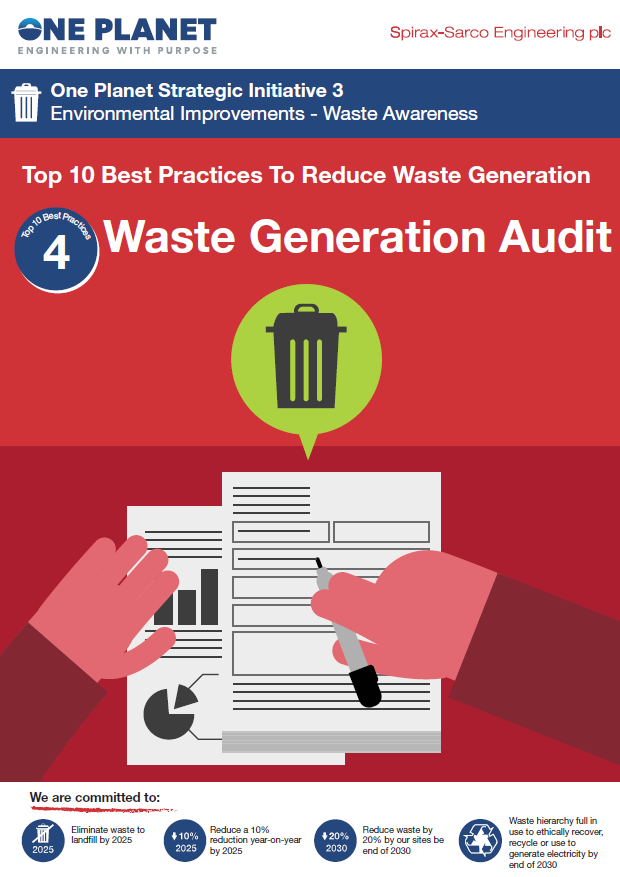 ONE PLANET
ENGINEERING WITH PURPOSE
Spirax-Sarco Engineering plc
One Planet Strategic Initiative 3
Environmental Improvements - Waste Awareness
Top 10 Best Practices To Reduce Waste Generation
Top 10 Best Practices
4
Waste Generation Audit
We are committed to:
2025
Eliminate waste to
landfill by 2025
10%
2025
Reduce a 10%
reduction year-on-year
by 2025
20%
2030
Reduce waste by
20% by our sites be
end of 2030
Waste hierarchy full in
use to ethically recover,
recycle or use to
generate electricity by
end of 2030